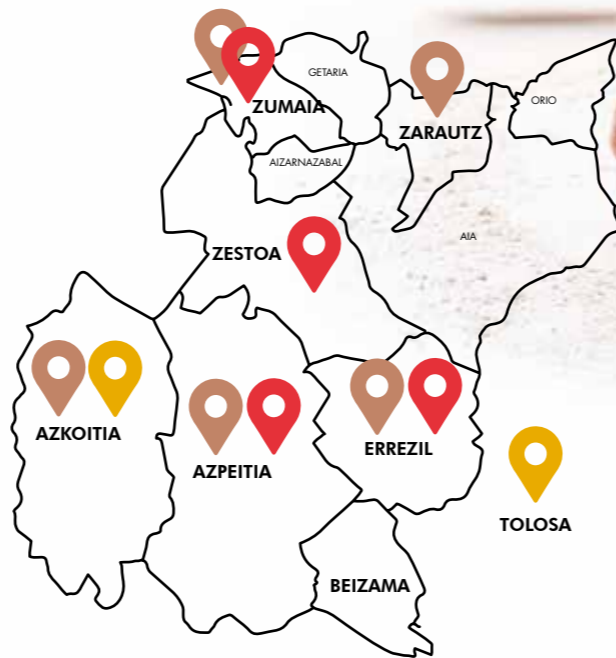 GETARIA
ORIO
ZUMAIA
ZARAUTZ
AIZARNAZABAL
AIA
ZESTOA
AZKOITIA
AZPEITIA
ERREZIL
TOLOSA
BEIZAMA